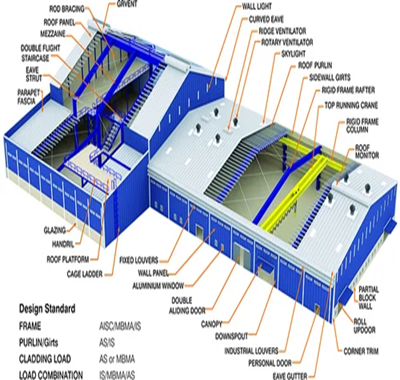 GRVENT
ROD BRACING
ROOF PANEL
MEZZAINE
DOUBLE FLIGHT
STAIRCASE
EAVE
STRUT
PARAPET
FASCIA
WALL LIGHT
CURVED EAVE
RIDGE VENTILATOR
ROTARY VENTILATOR
SKYLIGHT
ROOF PURLIN
SIDEWALL GIRTS
RIGID FRAME RAFTER
TOP RUNNING CRANE
RIGID FRAME
COLUMN
ROOF
MONITOR
GLAZING
HANDRIL
ROOF PLATFORM
CAGE LADDER
FIXED LOUVERS
WALL PANEL
ALUMINIUM WINDOW
DOUBLE
ALIDING DOOR
CANOPY
DOWNSPOUT
INDUSTRIAL LOUVERS
PERSONAL DOOR
EAVE GUTTER
PARTIAL
BLOCK
WALL
ROLL
UPDOOR
CORNER TRIM
Design Standard
FRAME AISC/MBMA/IS
PURLIN/Girts AS/IS
CLADDING LOAD AS or MBMA
LOAD COMBINATION IS/MBMA/AS